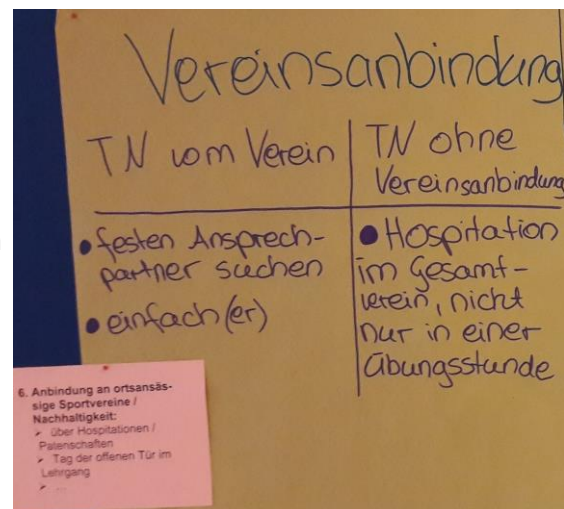 Vereinsanbindung
TN vom Verein
TN ohne
Vereinsanbindung
• festen Ansprech-
partner suchen
• einfach(er)
• Hospitation
im Gesamt-
verein, nicht
nur in einer
Übungsstunde
6. Anbindung an ortsansäs-
sige Sportvereine /
Nachhaltigkeit:
➢ über Hospitationen /
Patenschaften
➢ Tag der offenen Tür im
Lehrgang
➢ ...